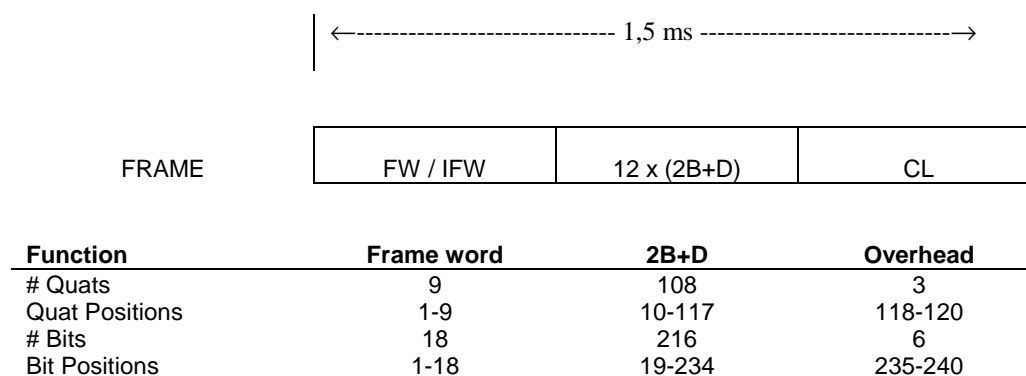 ←------------------------------ 1,5 ms -----------------------------→
FRAME FW / IFW 12 x (2B+D) CL
Function Frame word 2B+D Overhead
# Quats 9 108 3
Quat Positions 1-9 10-117 118-120
# Bits 18 216 6
Bit Positions 1-18 19-234 235-240